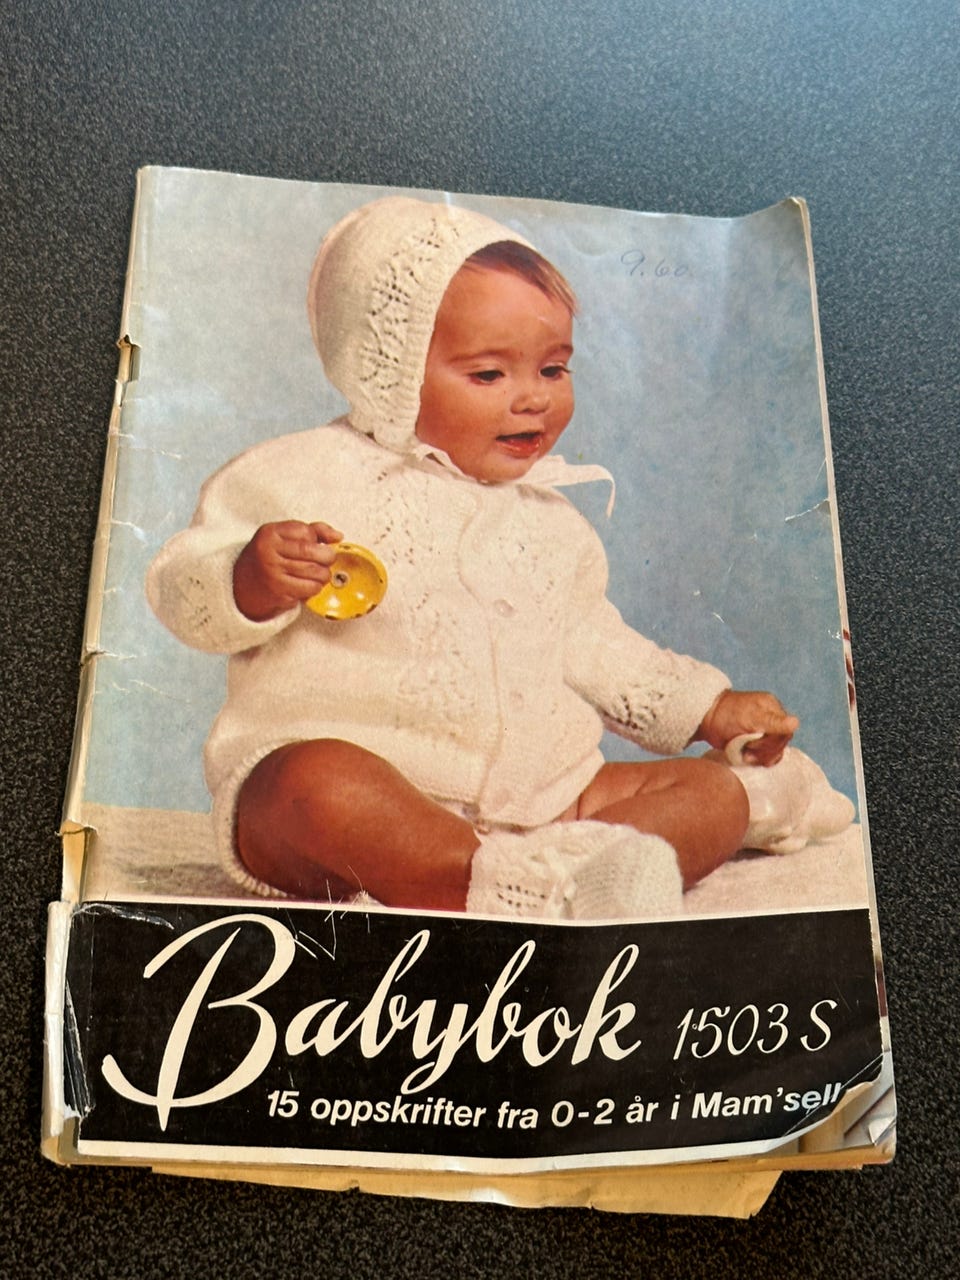 9.60
Babybok 1503 S
15 oppskrifter fra 0-2 år i Mam'sell